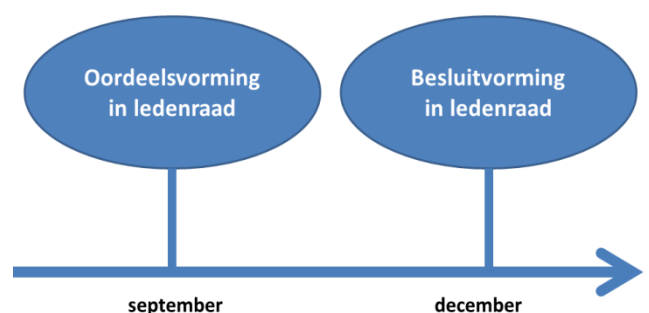 Oordeelsvorming
in ledenraad
Besluitvorming
in ledenraad
september
december